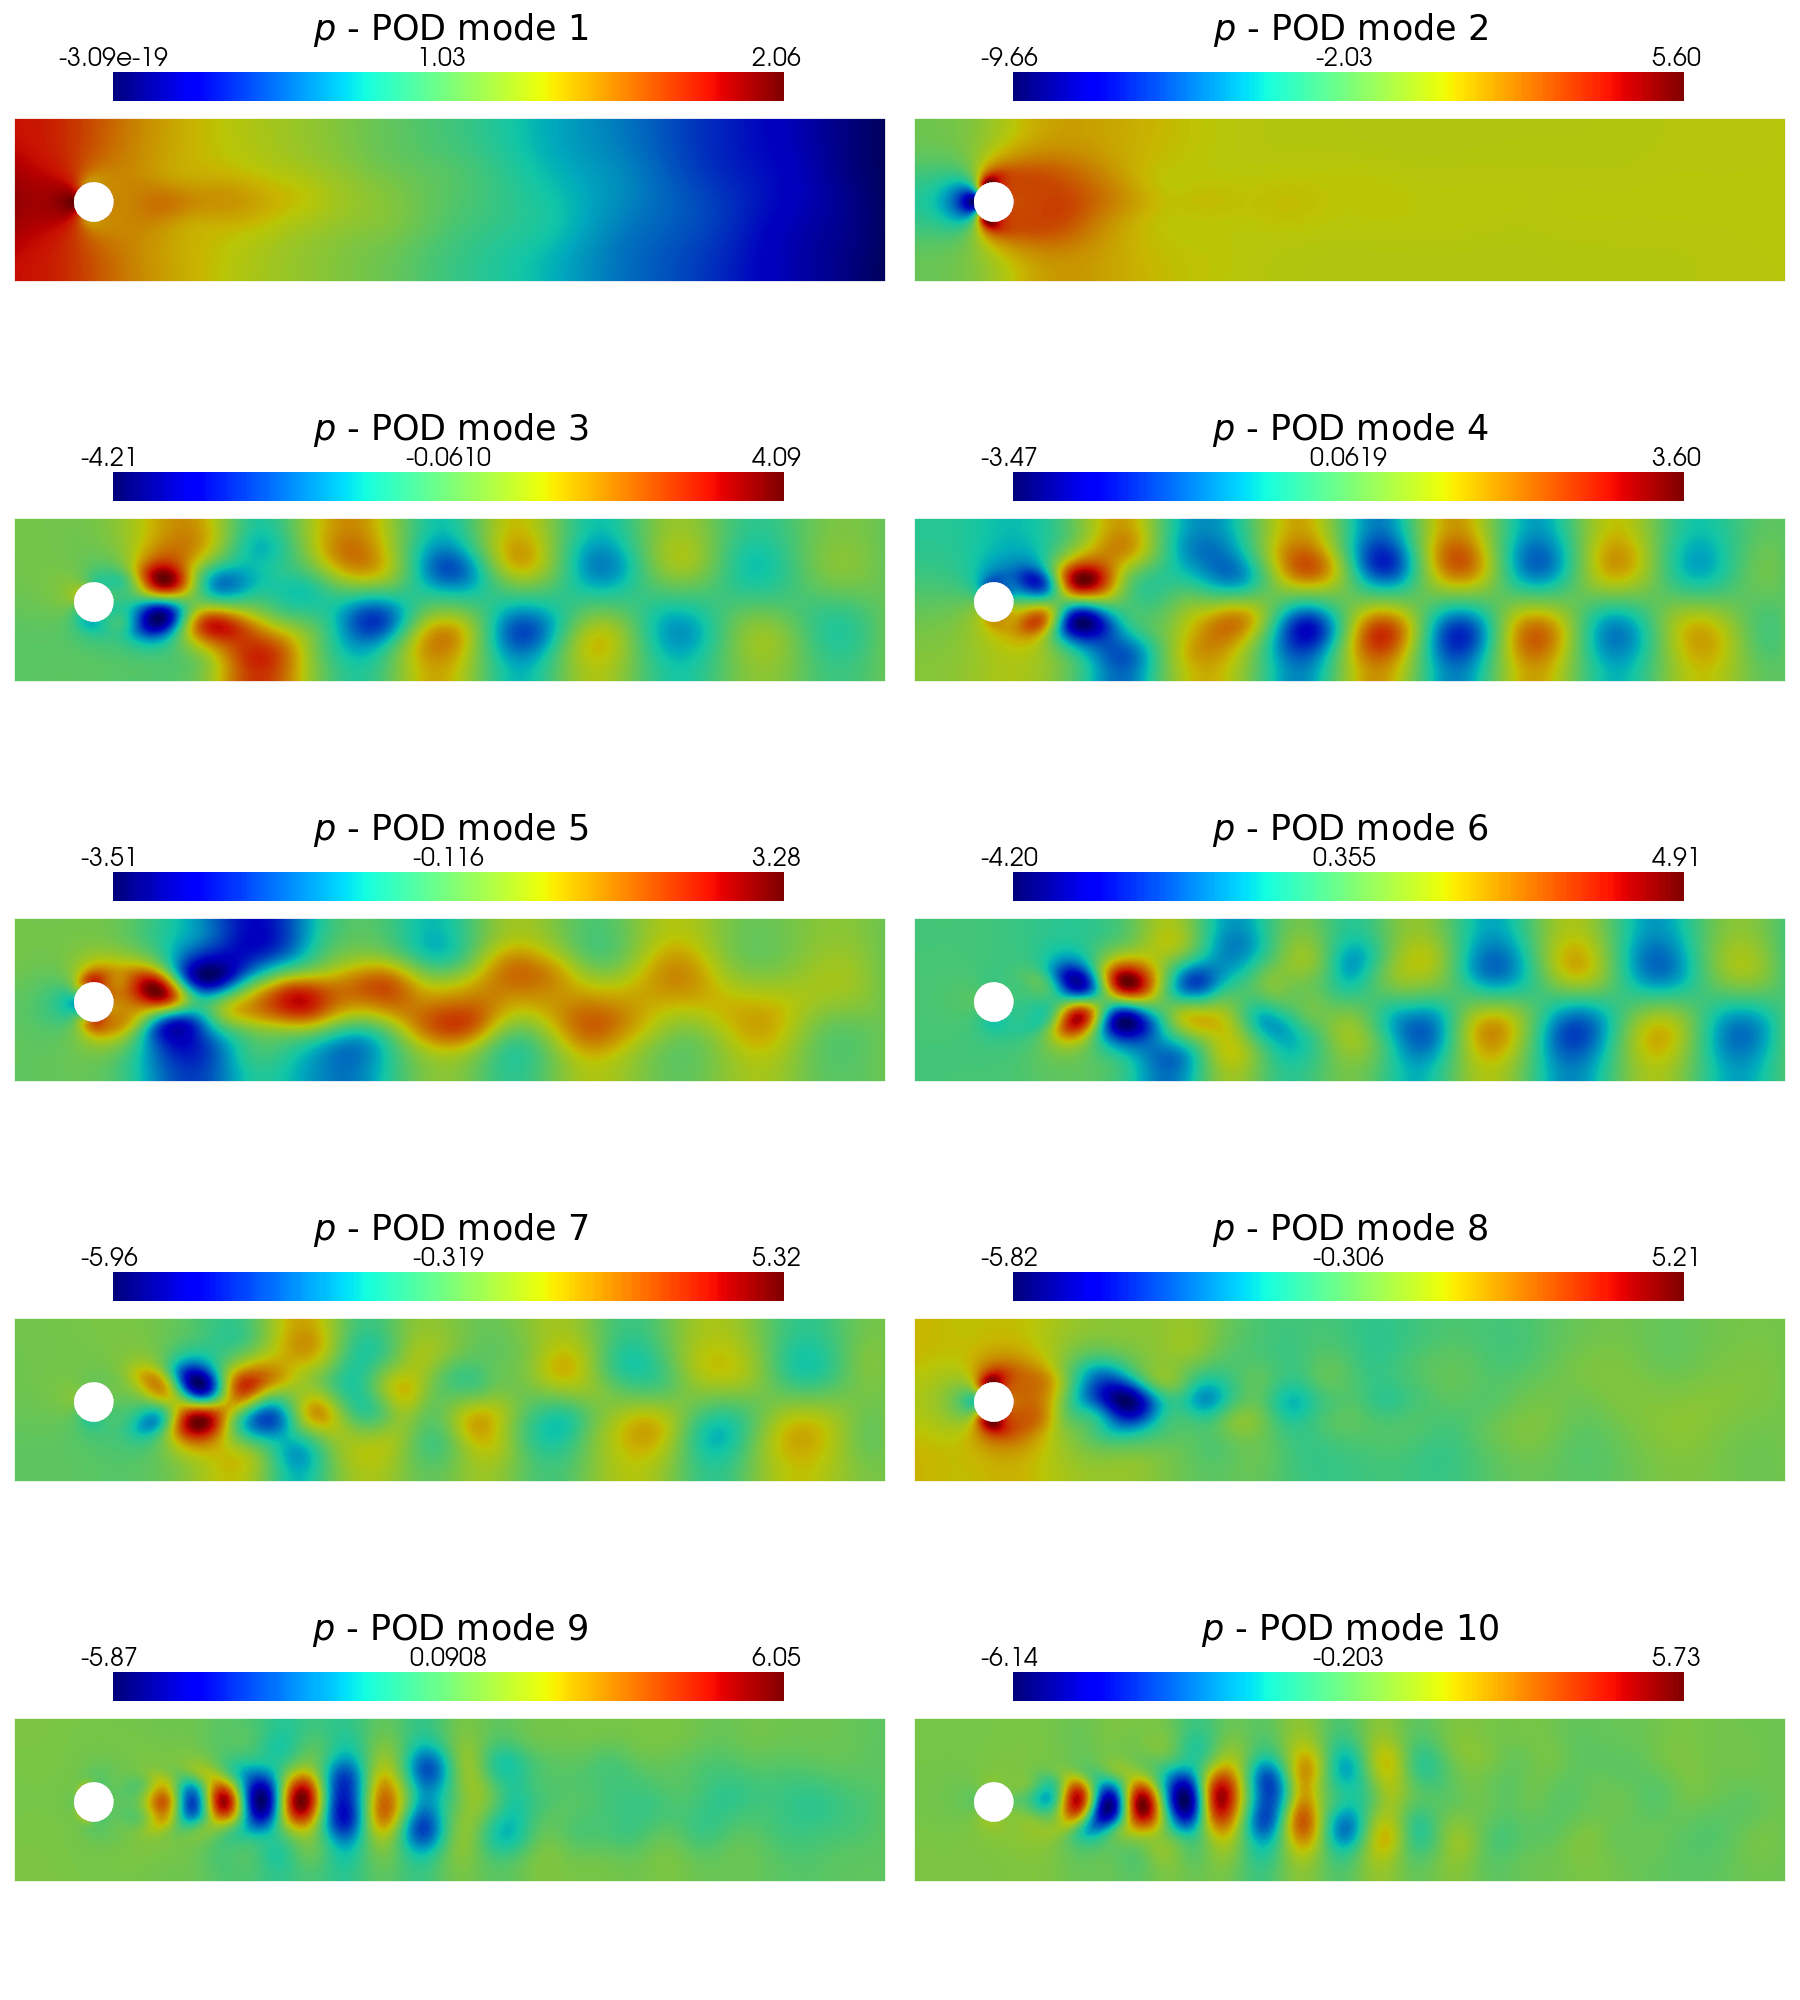 p - POD mode 1
-3.09e-19 1.03 2.06
p - POD mode 2
-9.66 -2.03 5.60
p - POD mode 3
-4.21 -0.0610 4.09
p - POD mode 4
-3.47 0.0619 3.60
p - POD mode 5
-3.51 -0.116 3.28
p - POD mode 6
-4.20 0.355 4.91
p - POD mode 7
-5.96 -0.319 5.32
p - POD mode 8
-5.82 -0.306 5.21
p - POD mode 9
-5.87 0.0908 6.05
p - POD mode 10
-6.14 -0.203 5.73